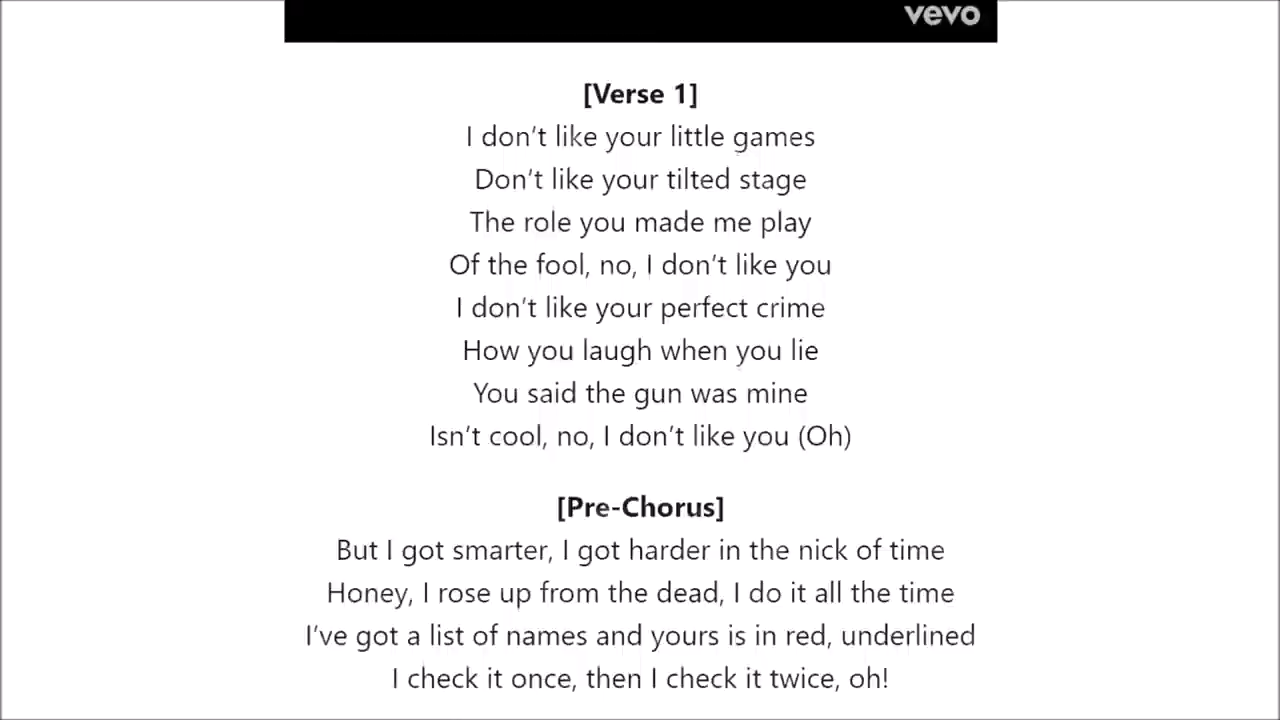 vevo
[Verse 1]
I don't like your little games
Don't like your tilted stage
The role you made me play
Of the fool, no, I don't like you
I don't like your perfect crime
How you laugh when you lie
You said the gun was mine
Isn't cool, no, I don't like you (Oh)
[Pre-Chorus]
But I got smarter, I got harder in the nick of time
Honey, I rose up from the dead, I do it all the time
I've got a list of names and yours is in red, underlined
I check it once, then I check it twice, oh!